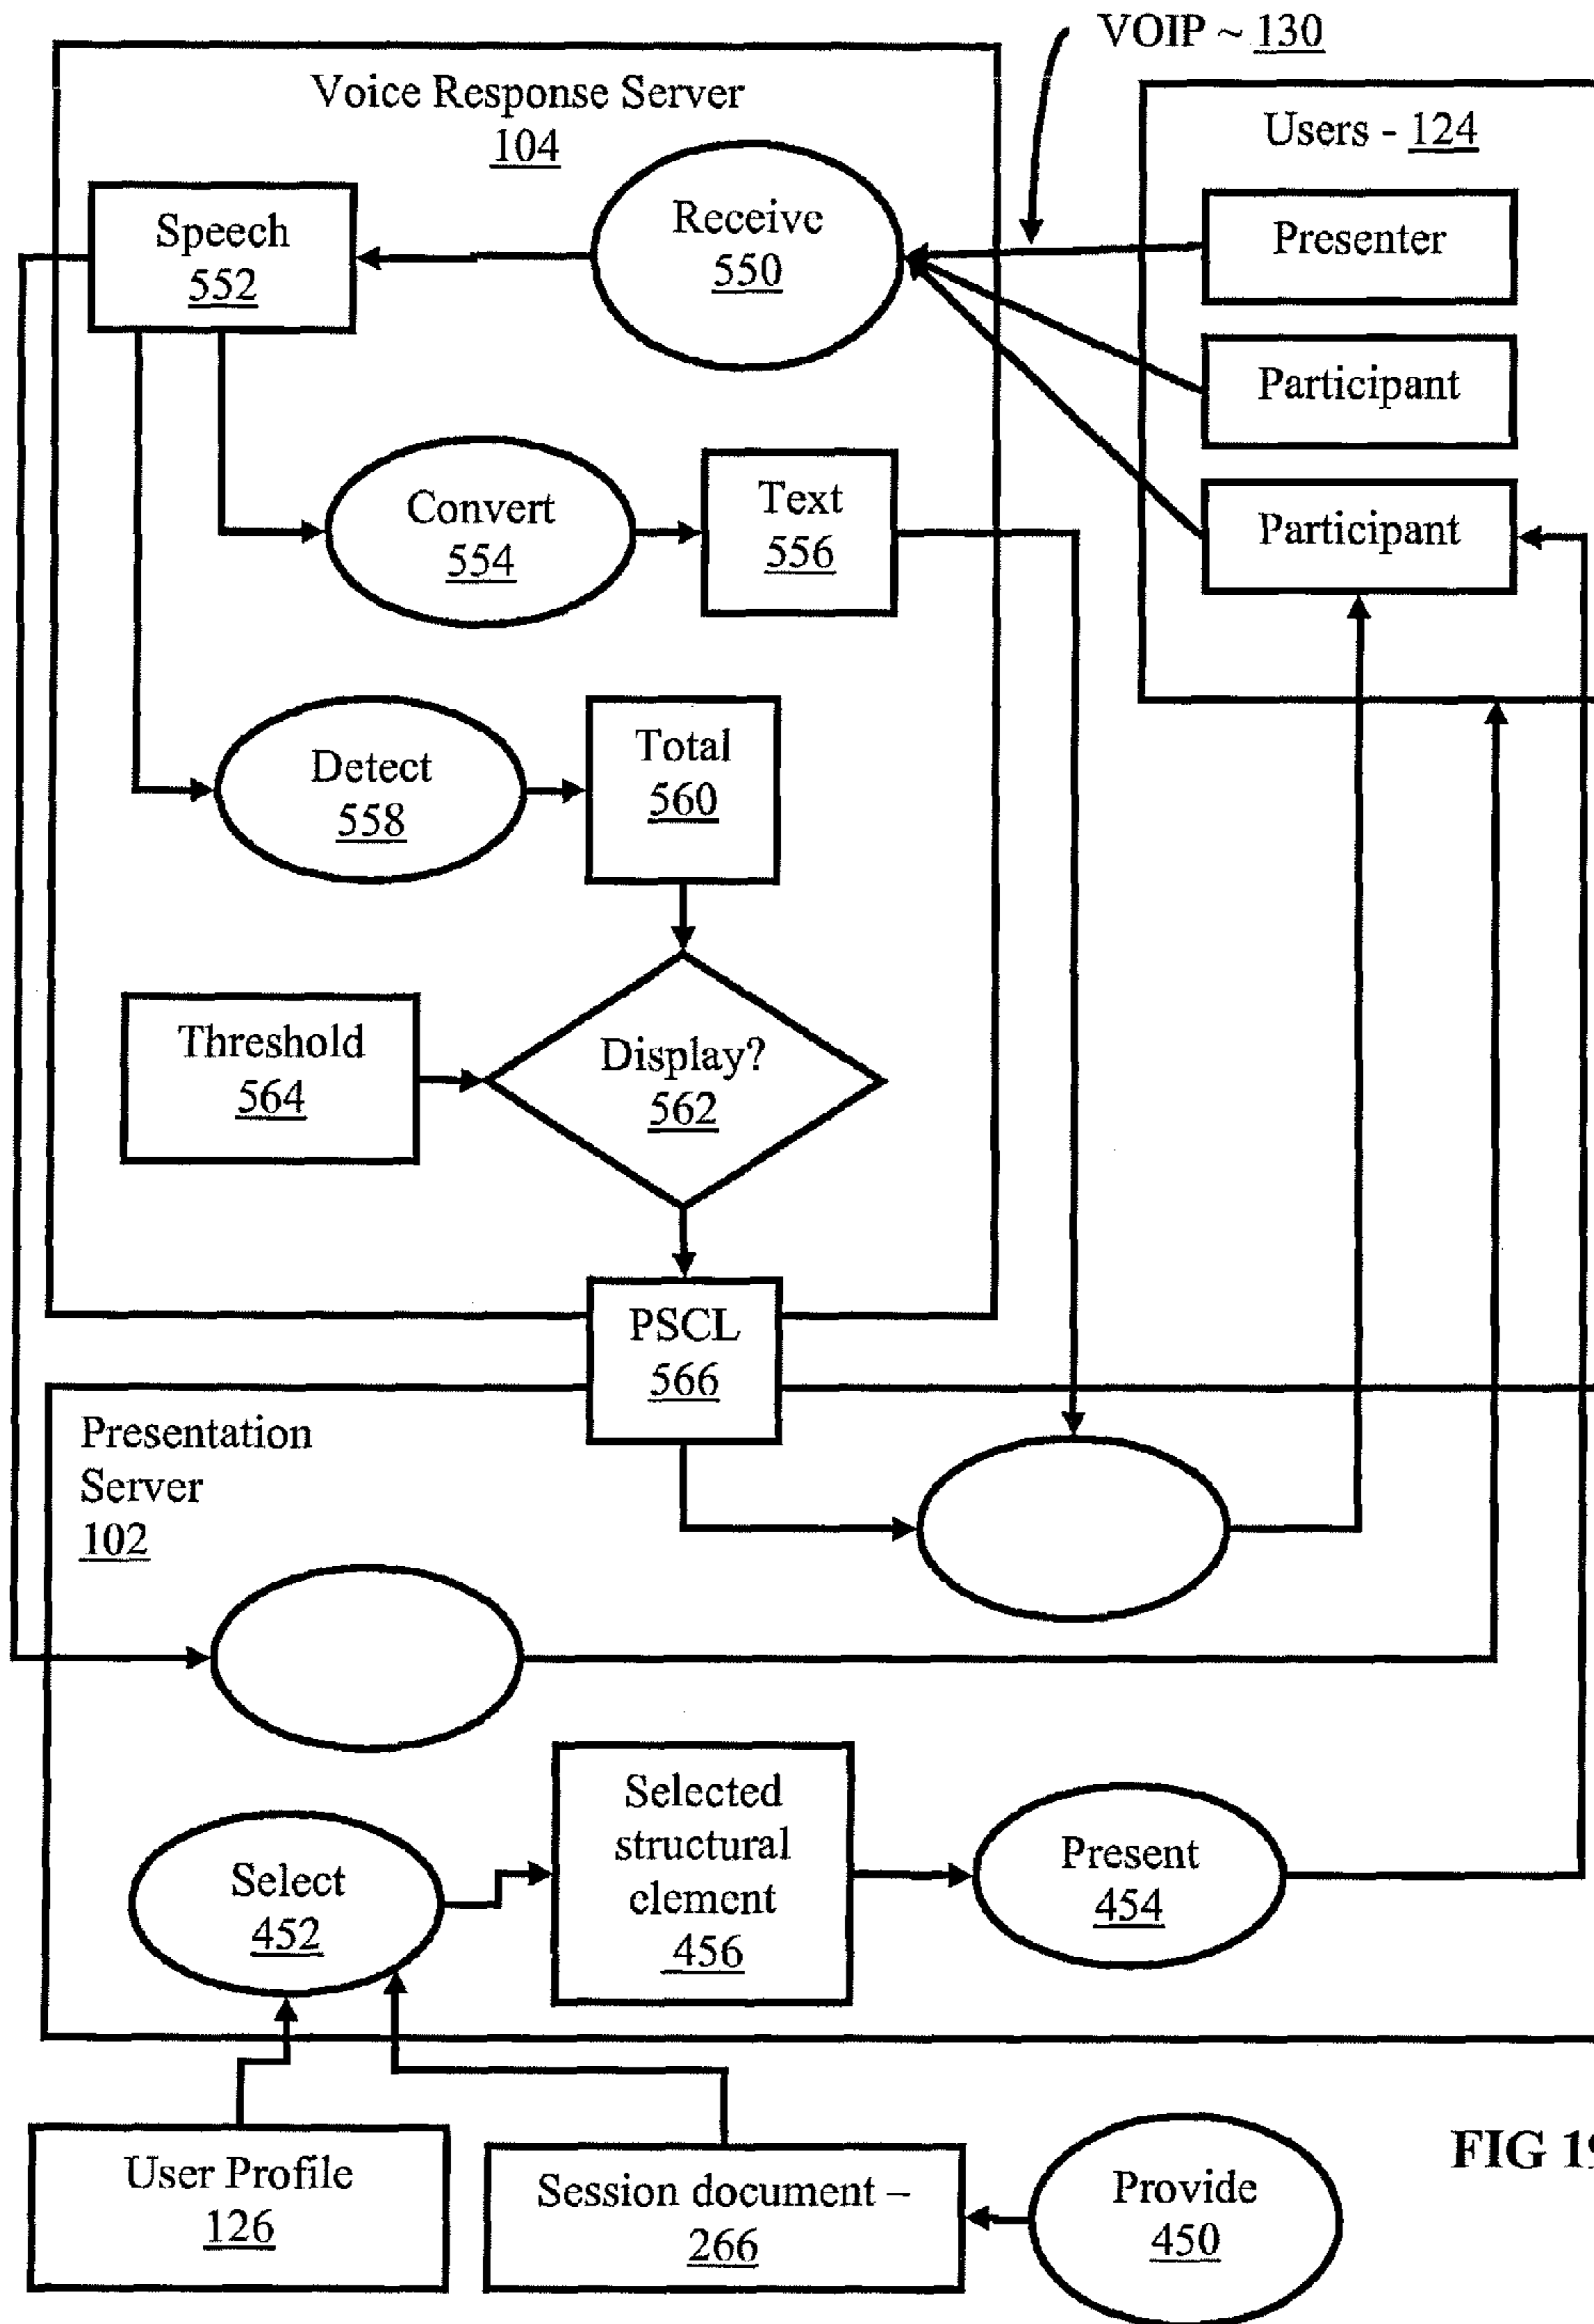 VOIP ~ 130
Voice Response Server
104
Users - 124
Speech
552
Receive
550
Presenter
Participant
Participant
Convert
554
Text
556
Detect
558
Total
560
Threshold
564
Display?
562
PSCL
566
Presentation
Server
102
Select
452
Selected
structural
element
456
Present
454
User Profile
126
Session document –
266
Provide
450
FIG 19